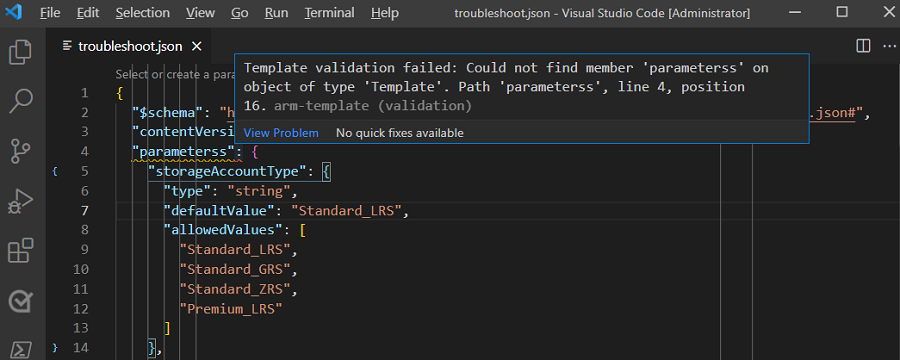 File Edit Selection View Go Run Terminal Help troubleshoot.json - Visual Studio Code [Administrator]
troubleshoot.json
Select or create a para
Template validation failed: Could not find member 'parameterss' on
object of type 'Template'. Path 'parameterss', line 4, position
16. arm-template (validation)
View Problem No quick fixes available
1 {
2 "$schema": "h .json#",
3 "contentVersi
4 "parameterss": {
5 "storageAccountType": {
6 "type": "string",
7 "defaultValue": "Standard_LRS",
8 "allowedValues": [
9 "Standard_LRS",
10 "Standard_GRS",
11 "Standard_ZRS",
12 "Premium_LRS"
13 ]
14 },